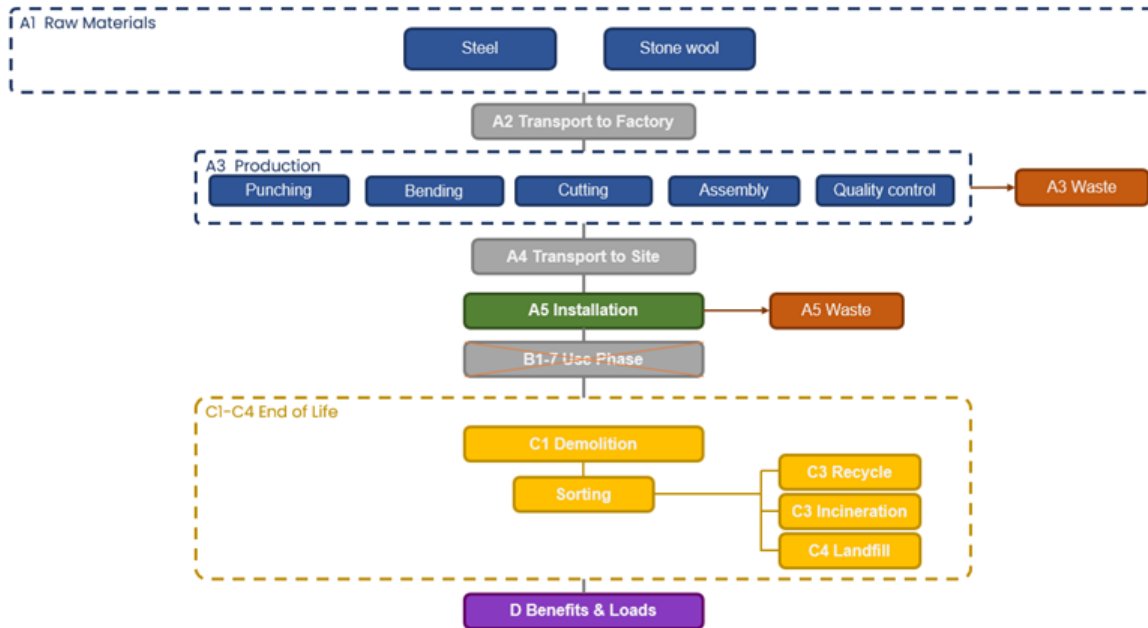 A1 Raw Materials
Steel
Stone wool
A2 Transport to Factory
A3 Production
Punching
Bending
Cutting
Assembly
Quality control
A3 Waste
A4 Transport to Site
A5 Installation
A5 Waste
B1-7 Use Phase
C1-C4 End of Life
C1 Demolition
Sorting
C3 Recycle
C3 Incineration
C4 Landfill
D Benefits & Loads